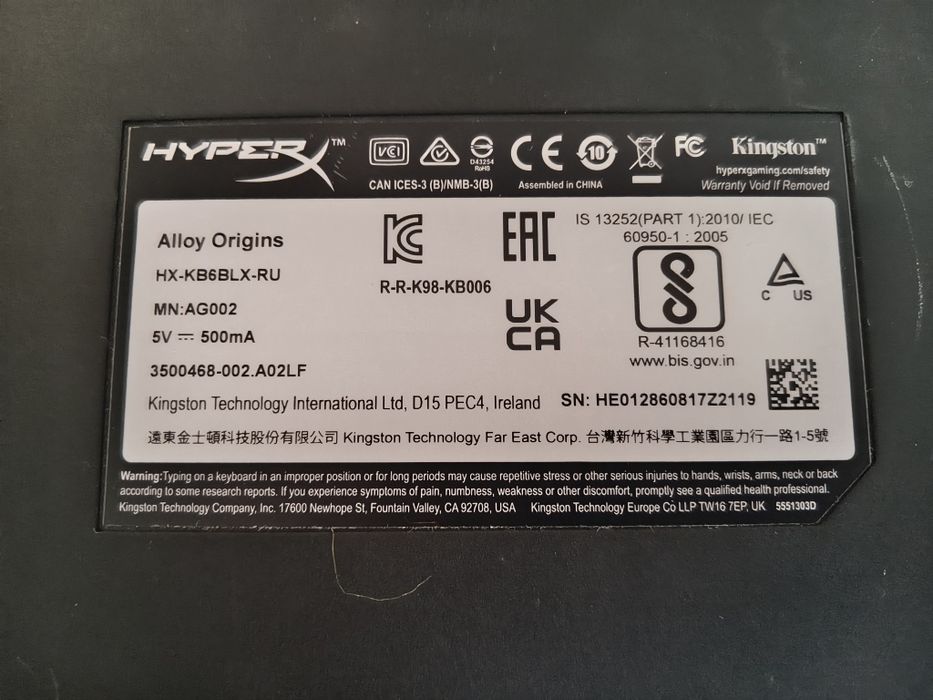 HYPERX™
VCI
D43254
RoHS
CE
10
FC
Kingston™
hyperxgaming.com/safety
CAN ICES-3 (B)/NMB-3(B)
Assembled in CHINA
Warranty Void If Removed
Alloy Origins
KC
EAC
IS 13252(PART 1):2010/ IEC
60950-1 : 2005
HX-KB6BLX-RU
R-R-K98-KB006
C US
MN:AG002
UK
CA
5V ⎓ 500mA
R-41168416
www.bis.gov.in
3500468-002.A02LF
Kingston Technology International Ltd, D15 PEC4, Ireland
SN: HE012860817Z2119
遠東金士頓科技股份有限公司 Kingston Technology Far East Corp. 台灣新竹科學工業園區力行一路1-5號
Warning:Typing on a keyboard in an improper position or for long periods may cause repetitive stress or other serious injuries to hands, wrists, arms, neck or back
according to some research reports. If you experience symptoms of pain, numbness, weakness or other discomfort, promptly see a qualified health professional.
Kingston Technology Company, Inc. 17600 Newhope St, Fountain Valley, CA 92708, USA Kingston Technology Europe Co LLP TW16 7EP, UK 5551303D